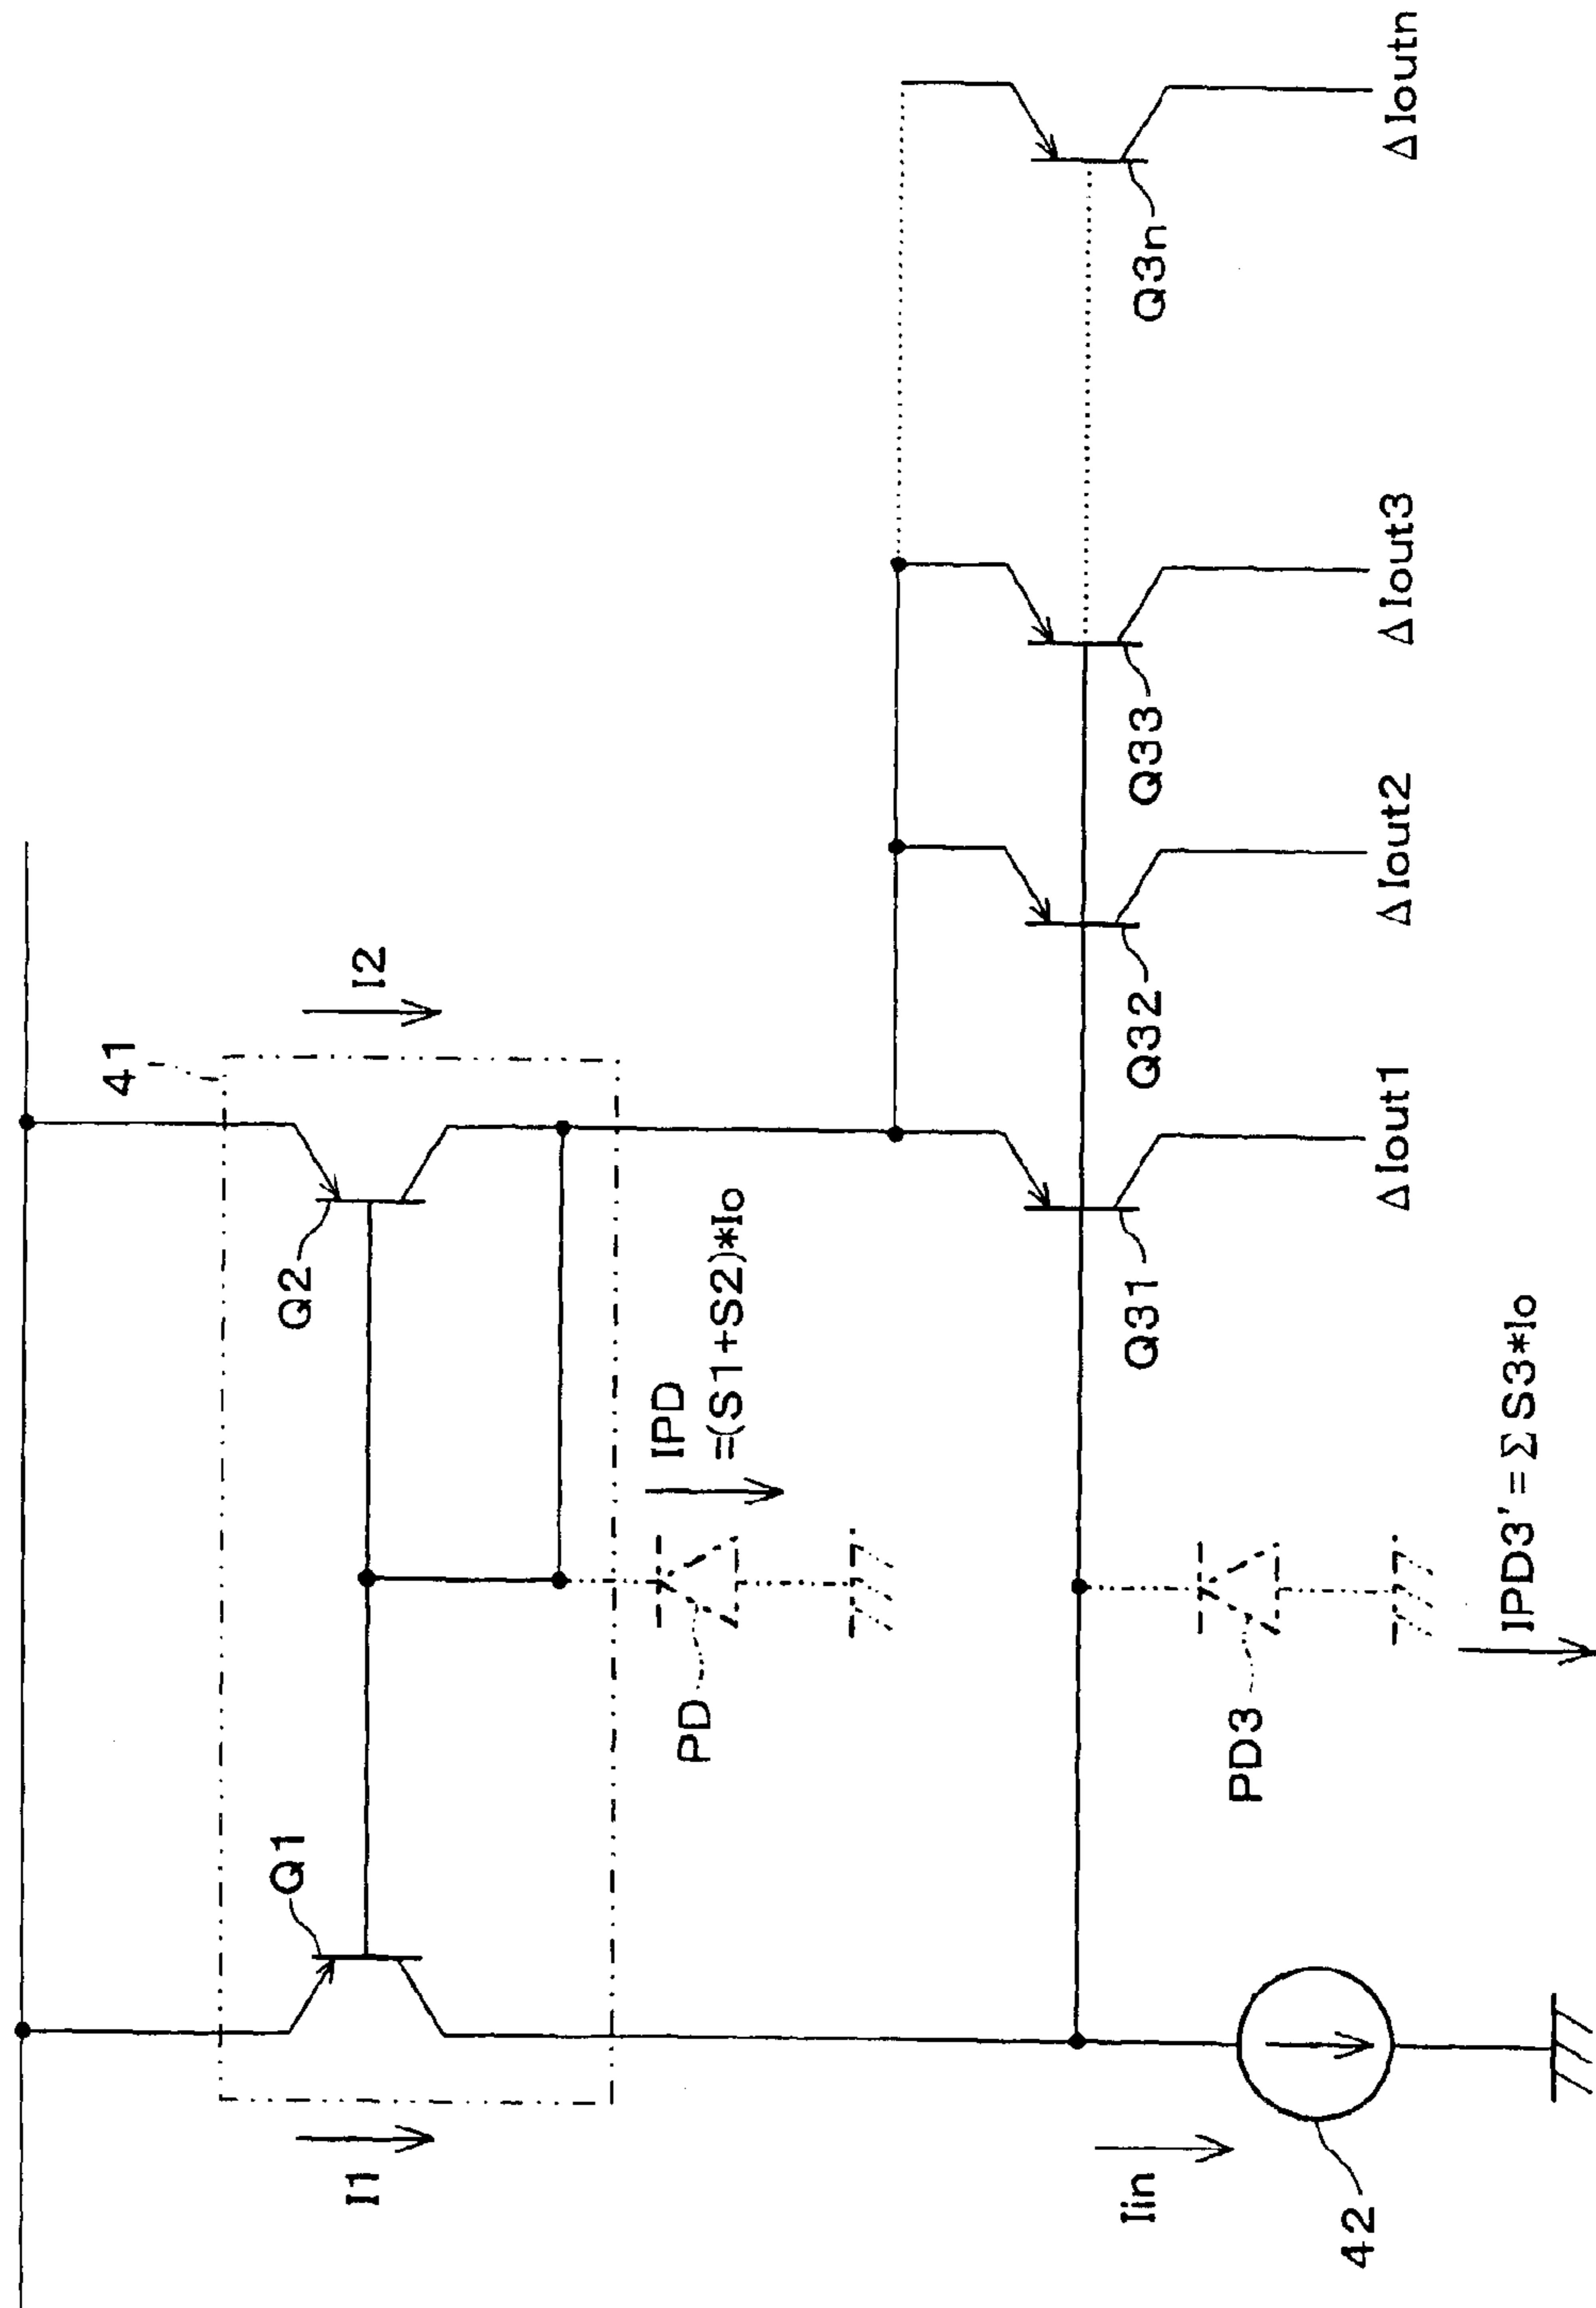 41
I1
Q1
Q2
I2
PD
IPD
=(S1+S2)*Io
Iin
42
PD3
IPD3'=ΣS3*Io
Q31
Q32
Q33
Q3n
ΔIout1
ΔIout2
ΔIout3
ΔIoutn